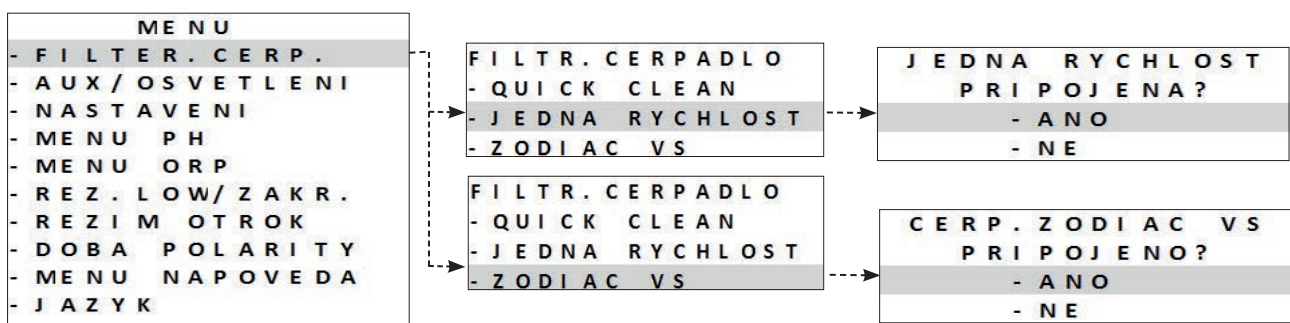 MENU
- FILTER.CERP.
- AUX/OSVETLENI
- NASTAVENI
- MENU PH
- MENU ORP
- REZ.LOW/ZAKR.
- REZIM OTROK
- DOBA POLARITY
- MENU NAPOVEDA
- JAZYK
FILTR.CERPADLO
- QUICK CLEAN
- JEDNA RYCHLOST
- ZODIAC VS
JEDNA RYCHLOST
PRIPOJENA?
- ANO
- NE
FILTR.CERPADLO
- QUICK CLEAN
- JEDNA RYCHLOST
- ZODIAC VS
CERP.ZODIAC VS
PRIPOJENO?
- ANO
- NE